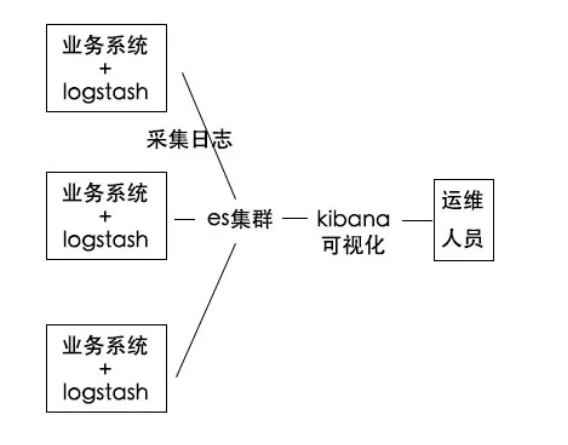 业务系统
+
logstash
采集日志
业务系统
+
logstash
es集群
kibana
可视化
运维
人员
业务系统
+
logstash